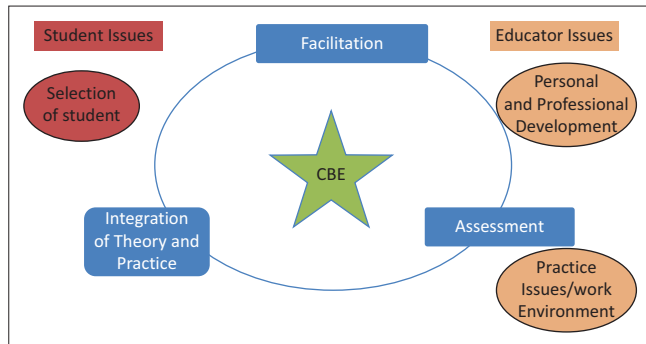 Student Issues
Facilitation
Educator Issues
Selection
of student
Personal
and Professional
Development
CBE
Integration
of Theory and
Practice
Assessment
Practice
Issues/work
Environment